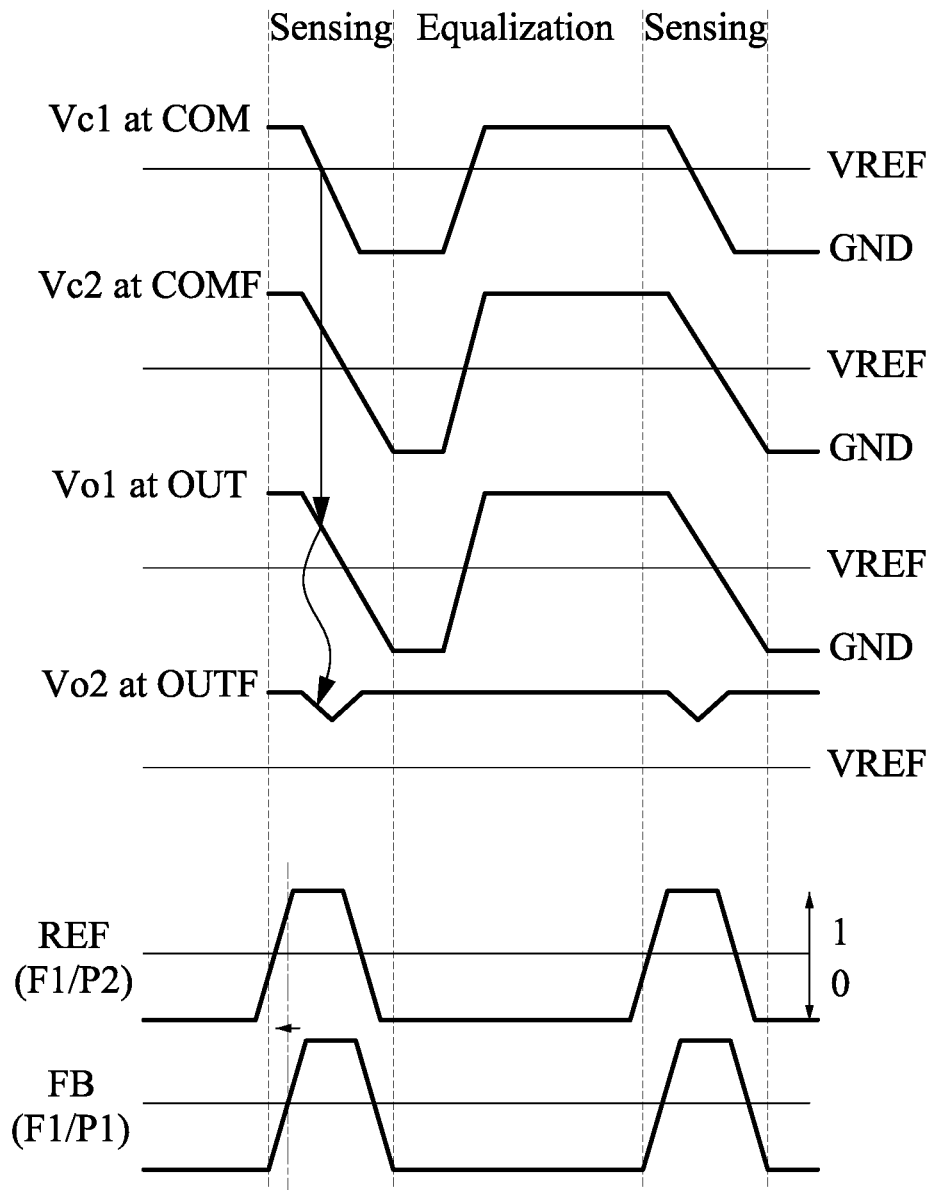 Sensing Equalization Sensing
Vc1 at COM
VREF
GND
Vc2 at COMF
VREF
GND
Vo1 at OUT
VREF
GND
Vo2 at OUTF
VREF
REF
(F1/P2)
1
0
FB
(F1/P1)